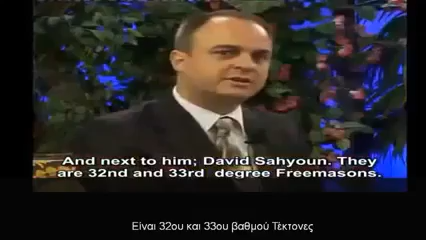 And next to him; David Sahyoun. They
are 32nd and 33rd degree Freemasons.
Είναι 32ου και 33ου βαθμού Τέκτονες